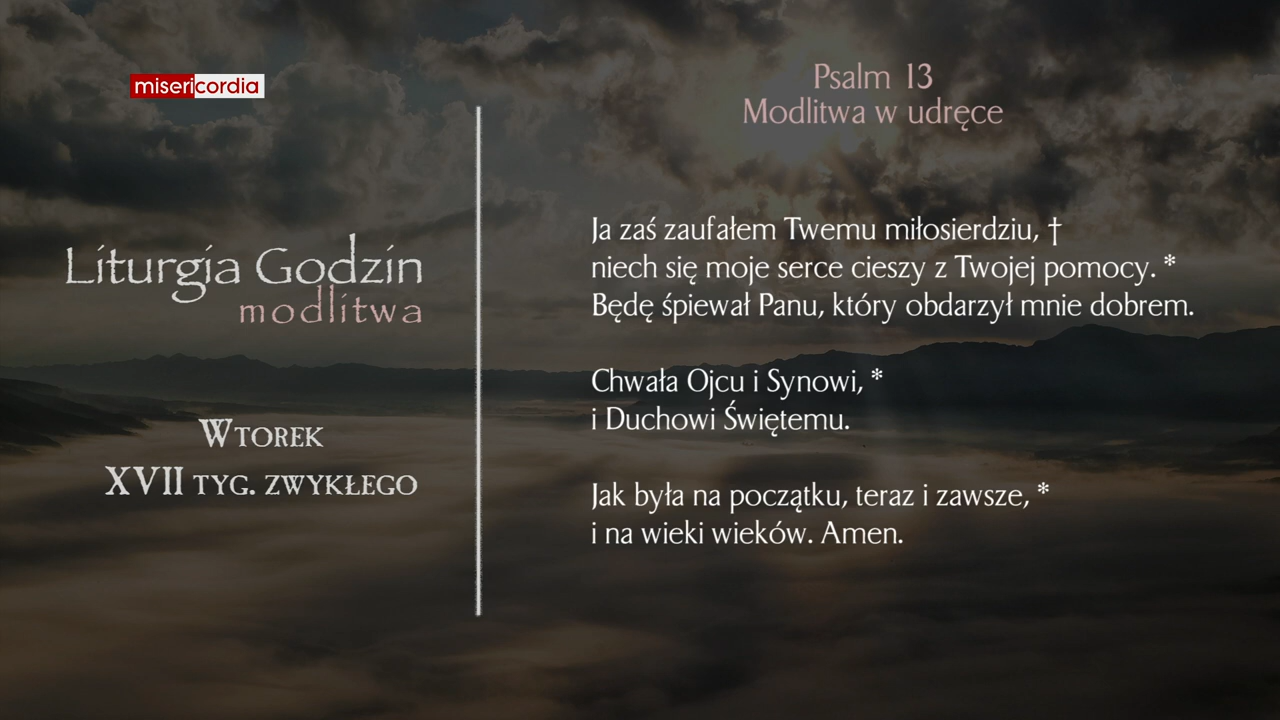 misericordia
Liturgia Godzin
modlitwa
Wtorek
XVII tyg. zwykłego
Psalm 13
Modlitwa w udręce
Ja zaś zaufałem Twemu miłosierdziu, †
niech się moje serce cieszy z Twojej pomocy. *
Będę śpiewał Panu, który obdarzył mnie dobrem.
Chwała Ojcu i Synowi, *
i Duchowi Świętemu.
Jak była na początku, teraz i zawsze, *
i na wieki wieków. Amen.